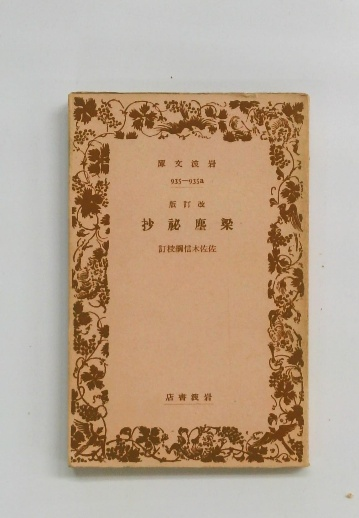 庫文波岩
935—935a
版訂改
抄祕塵梁
訂校綱信木佐佐
店書波岩